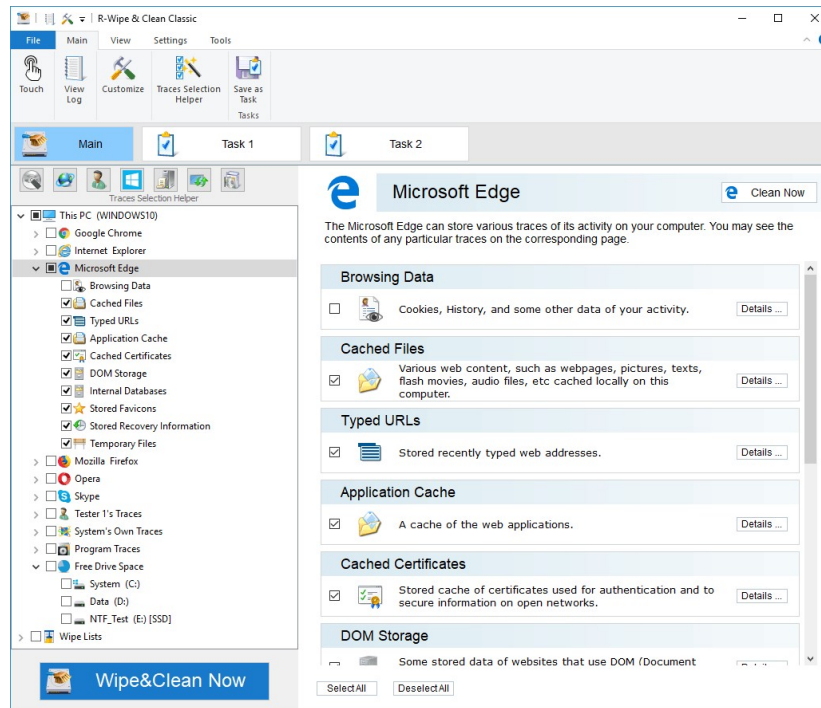 R-Wipe & Clean Classic
File Main View Settings Tools
Touch
View Log
Customize
Traces Selection Helper
Save as Task
Tasks
Main
Task 1
Task 2
Traces Selection Helper
This PC (WINDOWS10)
Google Chrome
Internet Explorer
Microsoft Edge
Browsing Data
Cached Files
Typed URLs
Application Cache
Cached Certificates
DOM Storage
Internal Databases
Stored Favicons
Stored Recovery Information
Temporary Files
Mozilla Firefox
Opera
Skype
Tester 1's Traces
System's Own Traces
Program Traces
Free Drive Space
System (C:)
Data (D:)
NTF_Test (E:) [SSD]
Wipe Lists
Wipe&Clean Now
Microsoft Edge
Clean Now
The Microsoft Edge can store various traces of its activity on your computer. You may see the
contents of any particular traces on the corresponding page.
Browsing Data
Cookies, History, and some other data of your activity.
Details ...
Cached Files
Various web content, such as webpages, pictures, texts,
flash movies, audio files, etc cached locally on this
computer.
Details ...
Typed URLs
Stored recently typed web addresses.
Details ...
Application Cache
A cache of the web applications.
Details ...
Cached Certificates
Stored cache of certificates used for authentication and to
secure information on open networks.
Details ...
DOM Storage
Some stored data of websites that use DOM (Document
Select All
Deselect All